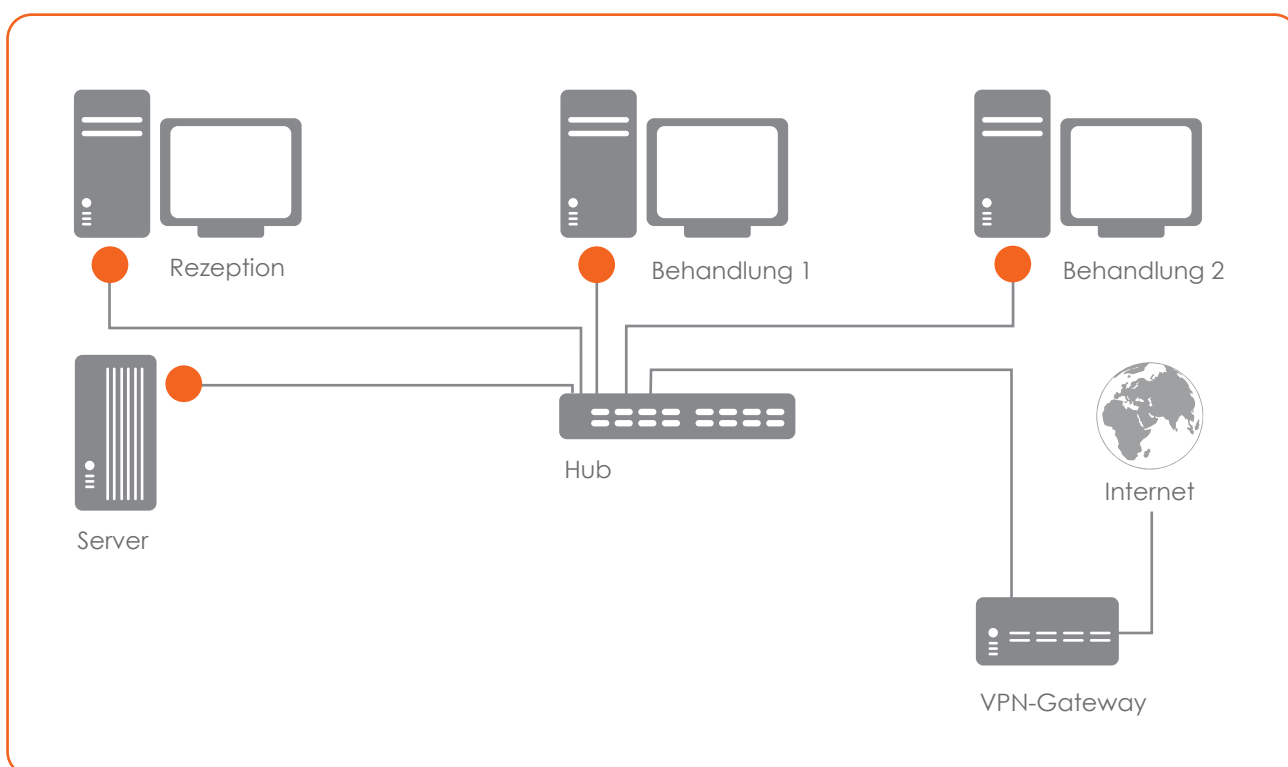 Rezeption
Behandlung 1
Behandlung 2
Hub
Internet
Server
VPN-Gateway